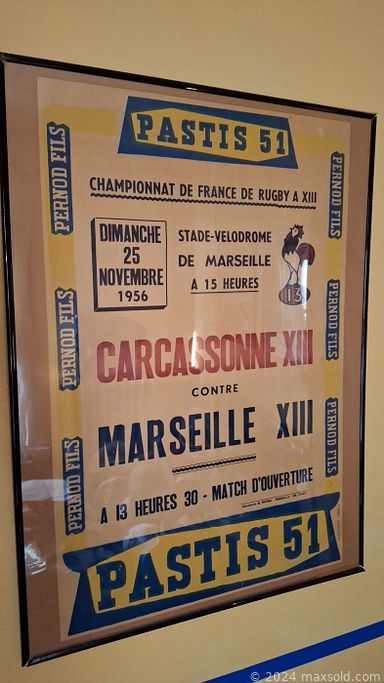 PASTIS 51
CHAMPIONNAT DE FRANCE DE RUGBY A XIII
PERNOD FILS
PERNOD FILS
DIMANCHE
25
NOVEMBRE
1956
STADE-VELODROME
DE MARSEILLE
A 15 HEURES
13
PERNOD FILS
PERNOD FILS
CARCASSONNE XIII
CONTRE
MARSEILLE XIII
PERNOD FILS
PERNOD FILS
A 13 HEURES 30 - MATCH D'OUVERTURE
PASTIS 51
© 2024 maxsold.com